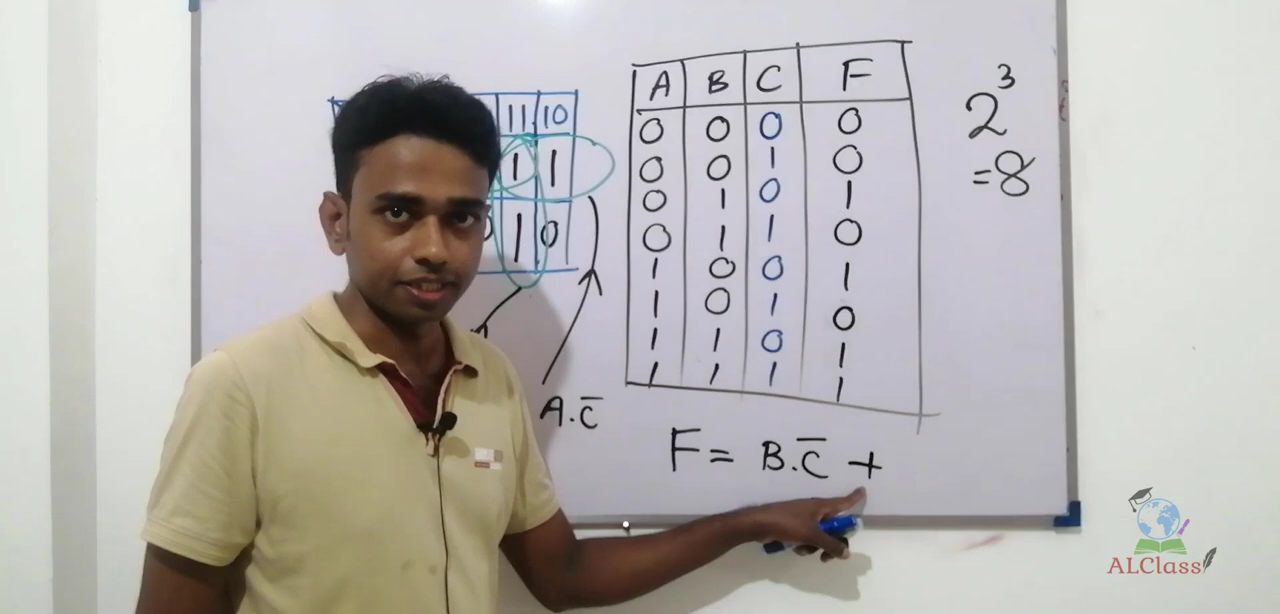 11 10
1 1
0 1 0
A.C̅
A B C F
0 0 0 0
0 0 1 0
0 1 0 1
0 1 1 0
1 0 0 1
1 0 1 0
1 1 0 1
1 1 1 1
F = B.C̅ +
2³
=8
ALClass